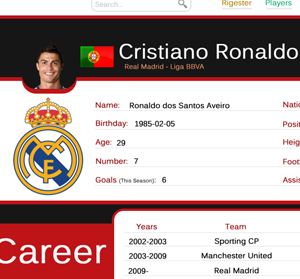 Search...
Rigester
Players
Cristiano Ronaldo
Real Madrid - Liga BBVA
Name: Ronaldo dos Santos Aveiro
Natio
Birthday: 1985-02-05
Posit
Age: 29
Heig
Number: 7
Foot
Goals (This Season): 6
Assis
Career
Years Team
2002-2003 Sporting CP
2003-2009 Manchester United
2009- Real Madrid